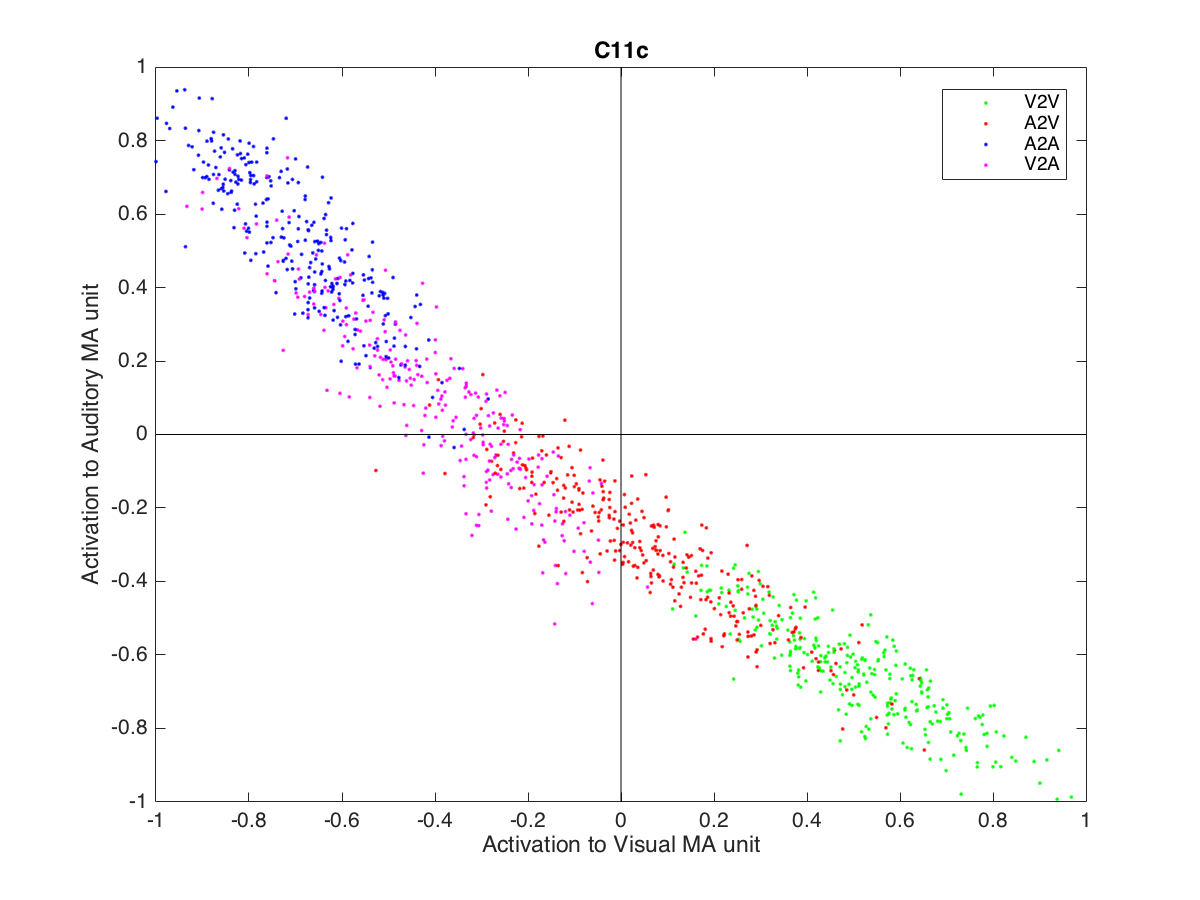 C11c
V2V
A2V
A2A
V2A
Activation to Auditory MA unit
1
0.8
0.6
0.4
0.2
0
-0.2
-0.4
-0.6
-0.8
-1
-1 -0.8 -0.6 -0.4 -0.2 0 0.2 0.4 0.6 0.8 1
Activation to Visual MA unit